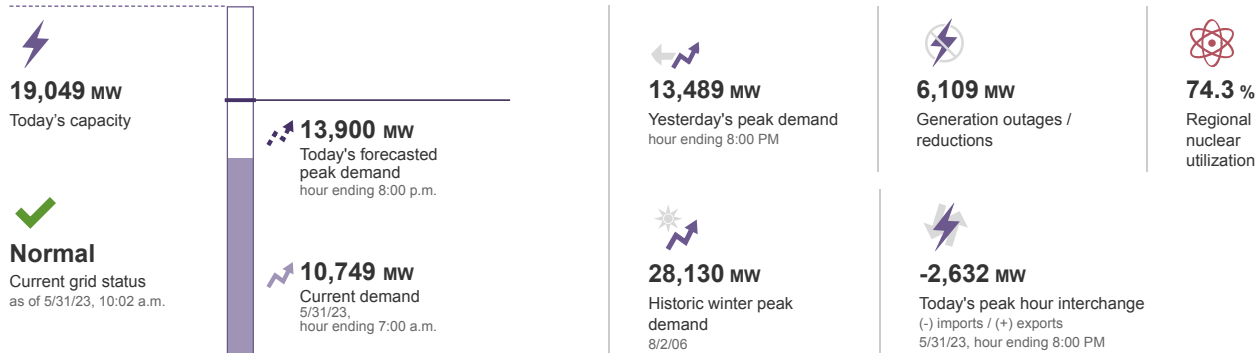 19,049 MW
Today's capacity
Normal
Current grid status
as of 5/31/23, 10:02 a.m.
13,900 MW
Today's forecasted
peak demand
hour ending 8:00 p.m.
10,749 MW
Current demand
5/31/23,
hour ending 7:00 a.m.
13,489 MW
Yesterday's peak demand
hour ending 8:00 PM
6,109 MW
Generation outages /
reductions
74.3 %
Regional
nuclear
utilization
28,130 MW
Historic winter peak
demand
8/2/06
-2,632 MW
Today's peak hour interchange
(-) imports / (+) exports
5/31/23, hour ending 8:00 PM